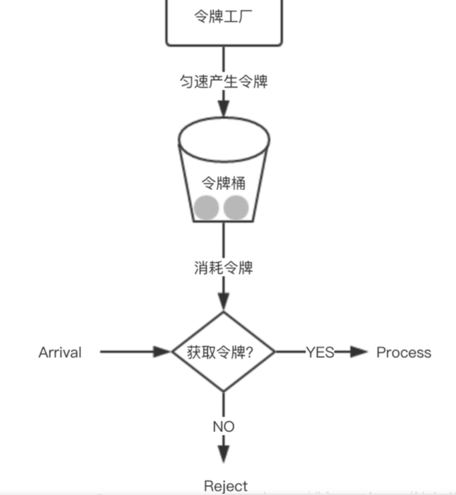 令牌工厂
匀速产生令牌
令牌桶
消耗令牌
Arrival
获取令牌?
YES
Process
NO
Reject